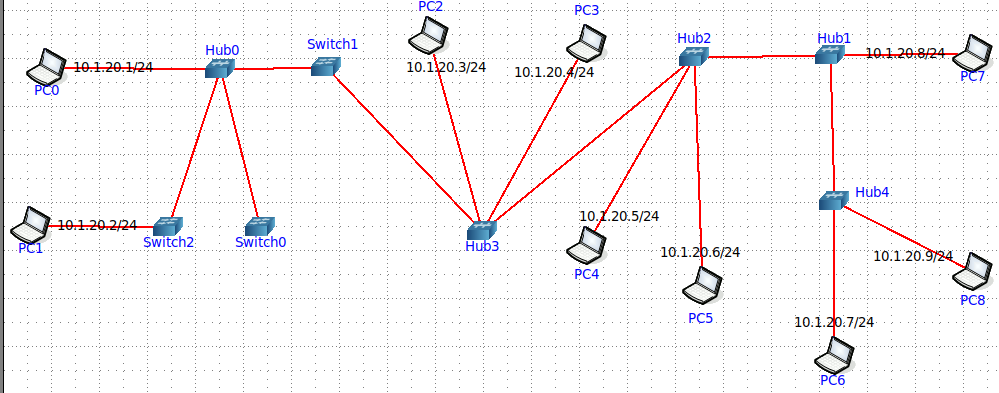 PC2
PC3
Hub0
Switch1
Hub2
Hub1
10.1.20.1/24
PC0
10.1.20.3/24
10.1.20.4/24
10.1.20.8/24
PC7
Hub4
10.1.20.2/24
PC1
Switch2
Switch0
Hub3
10.1.20.5/24
PC4
10.1.20.6/24
PC5
10.1.20.9/24
PC8
10.1.20.7/24
PC6